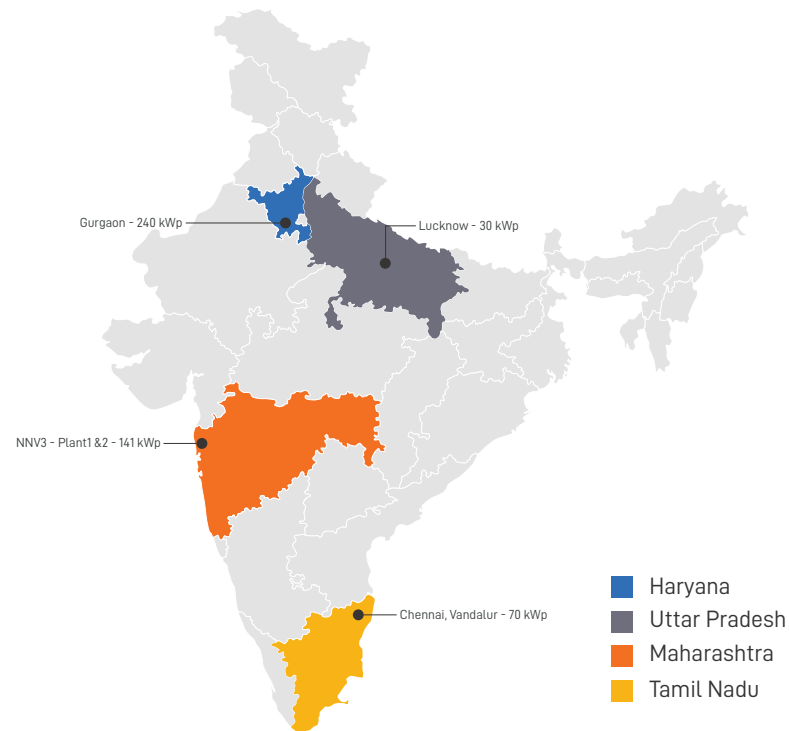 Gurgaon - 240 kWp
Lucknow - 30 kWp
NNV3 - Plant1 &2 - 141 kWp
Chennai, Vandalur - 70 kWp
Haryana
Uttar Pradesh
Maharashtra
Tamil Nadu